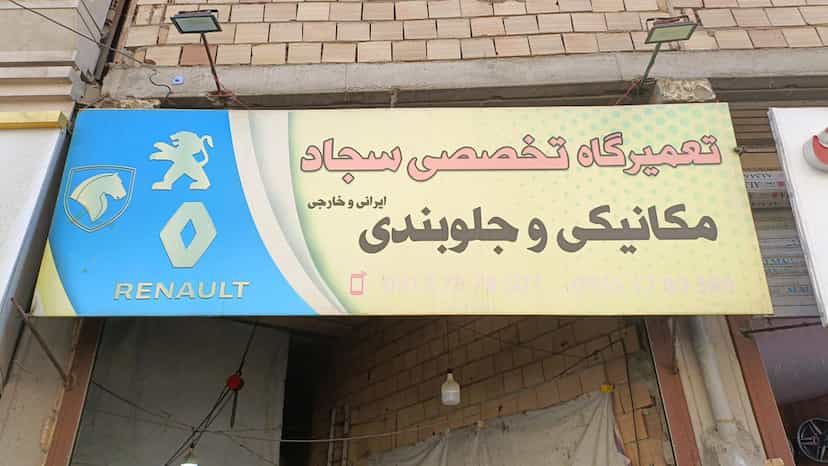 تعمیرگاه تخصصی سجاد
ایرانی و خارجی
مکانیکی و جلوبندی
RENAULT